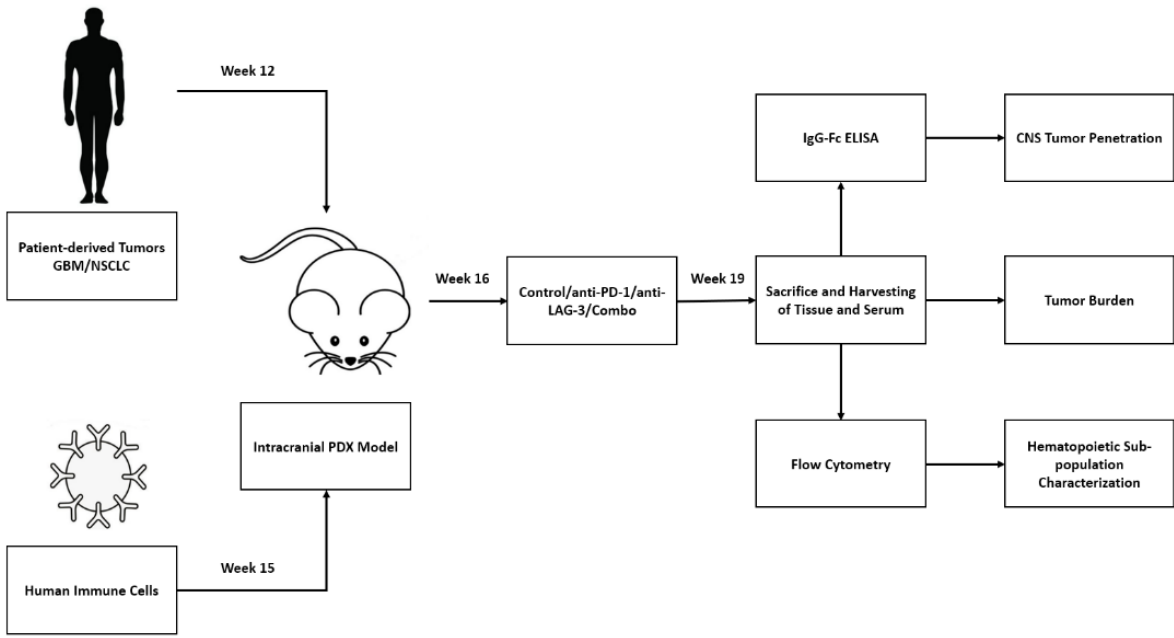 Week 12
Patient-derived Tumors
GBM/NSCLC
Human Immune Cells
Week 15
Intracranial PDX Model
Week 16
Control/anti-PD-1/anti-
LAG-3/Combo
Week 19
Sacrifice and Harvesting
of Tissue and Serum
IgG-Fc ELISA
CNS Tumor Penetration
Tumor Burden
Flow Cytometry
Hematopoietic Sub-
population
Characterization